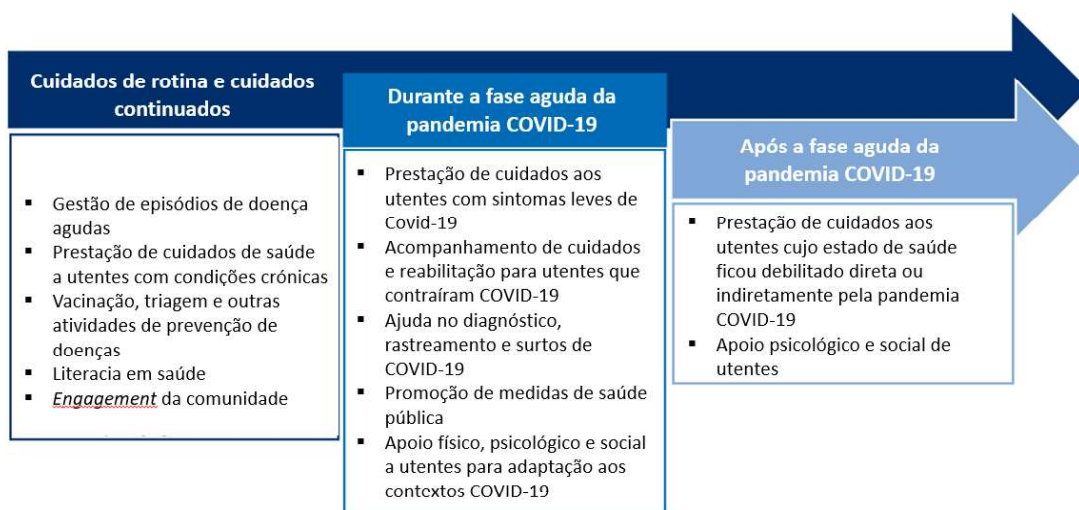 Cuidados de rotina e cuidados
continuados
▪ Gestão de episódios de doença
agudas
▪ Prestação de cuidados de saúde
a utentes com condições crónicas
▪ Vacinação, triagem e outras
atividades de prevenção de
doenças
▪ Literacia em saúde
▪ Engagement da comunidade
Durante a fase aguda da
pandemia COVID-19
▪ Prestação de cuidados aos
utentes com sintomas leves de
Covid-19
▪ Acompanhamento de cuidados
e reabilitação para utentes que
contraíram COVID-19
▪ Ajuda no diagnóstico,
rastreamento e surtos de
COVID-19
▪ Promoção de medidas de saúde
pública
▪ Apoio físico, psicológico e social
a utentes para adaptação aos
contextos COVID-19
Após a fase aguda da
pandemia COVID-19
▪ Prestação de cuidados aos
utentes cujo estado de saúde
ficou debilitado direta ou
indiretamente pela pandemia
COVID-19
▪ Apoio psicológico e social de
utentes